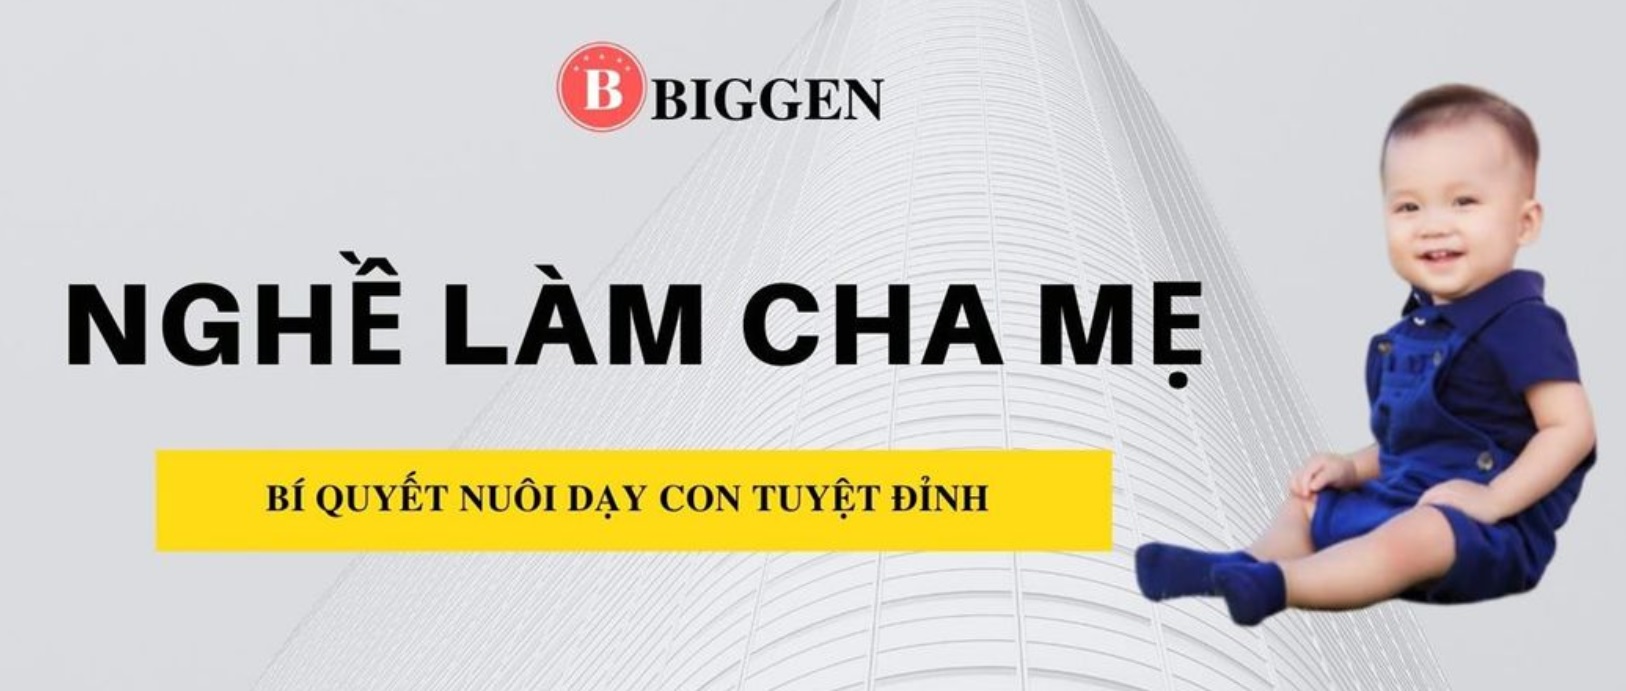 B BIGGEN
NGHỀ LÀM CHA MẸ
BÍ QUYẾT NUÔI DẠY CON TUYỆT ĐỈNH